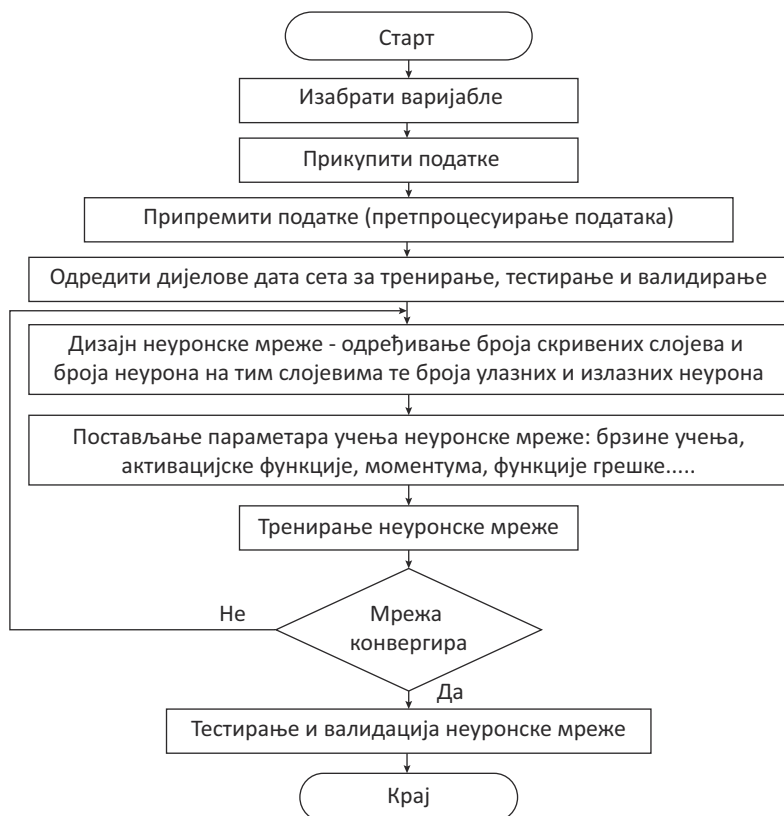 Старт
Изабрати варијабле
Прикупити податке
Припремити податке (претпроцесуирање података)
Одредити дијелове дата сета за тренирање, тестирање и валидирање
Дизајн неуронске мреже - одређивање броја скривених слојева и
броја неурона на тим слојевима те броја улазних и излазних неурона
Постављање параметара учења неуронске мреже: брзине учења,
активацијске функције, моментума, функције грешке.....
Тренирање неуронске мреже
Не
Мрежа
конвергира
Да
Тестирање и валидација неуронске мреже
Крај